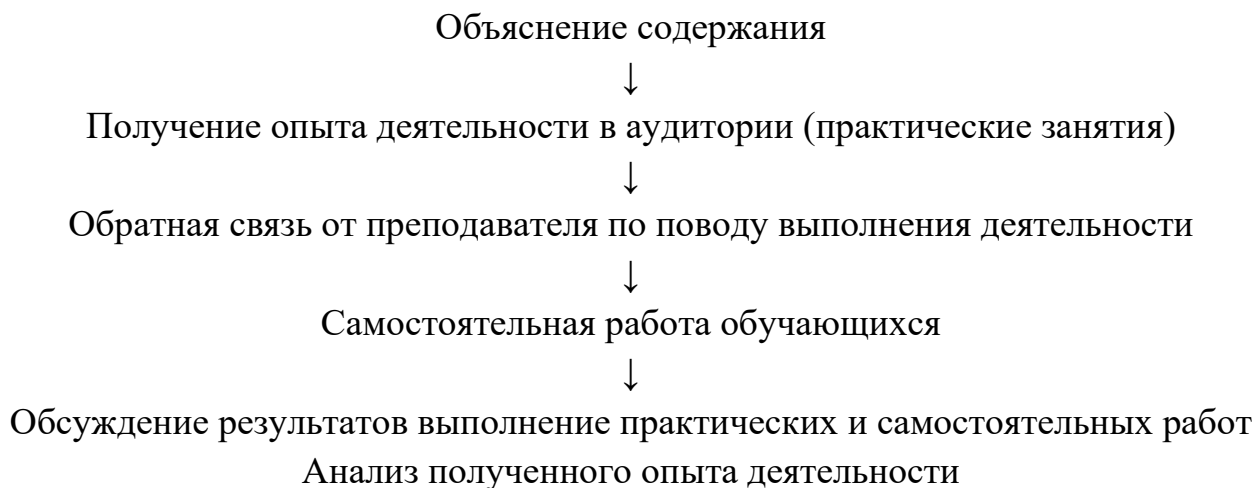 Объяснение содержания
↓
Получение опыта деятельности в аудитории (практические занятия)
↓
Обратная связь от преподавателя по поводу выполнения деятельности
↓
Самостоятельная работа обучающихся
↓
Обсуждение результатов выполнение практических и самостоятельных работ
Анализ полученного опыта деятельности